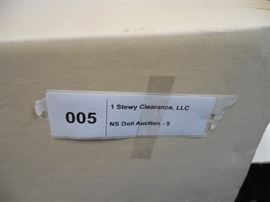 005
1 Stewy Clearance, LLC
NS Doll Auction - 5